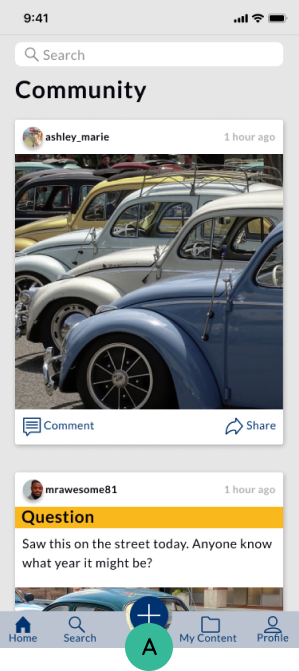 9:41
Search
Community
ashley_marie 1 hour ago
Comment Share
mrawesome81 1 hour ago
Question
Saw this on the street today. Anyone know
what year it might be?
Home Search My Content Profile
A